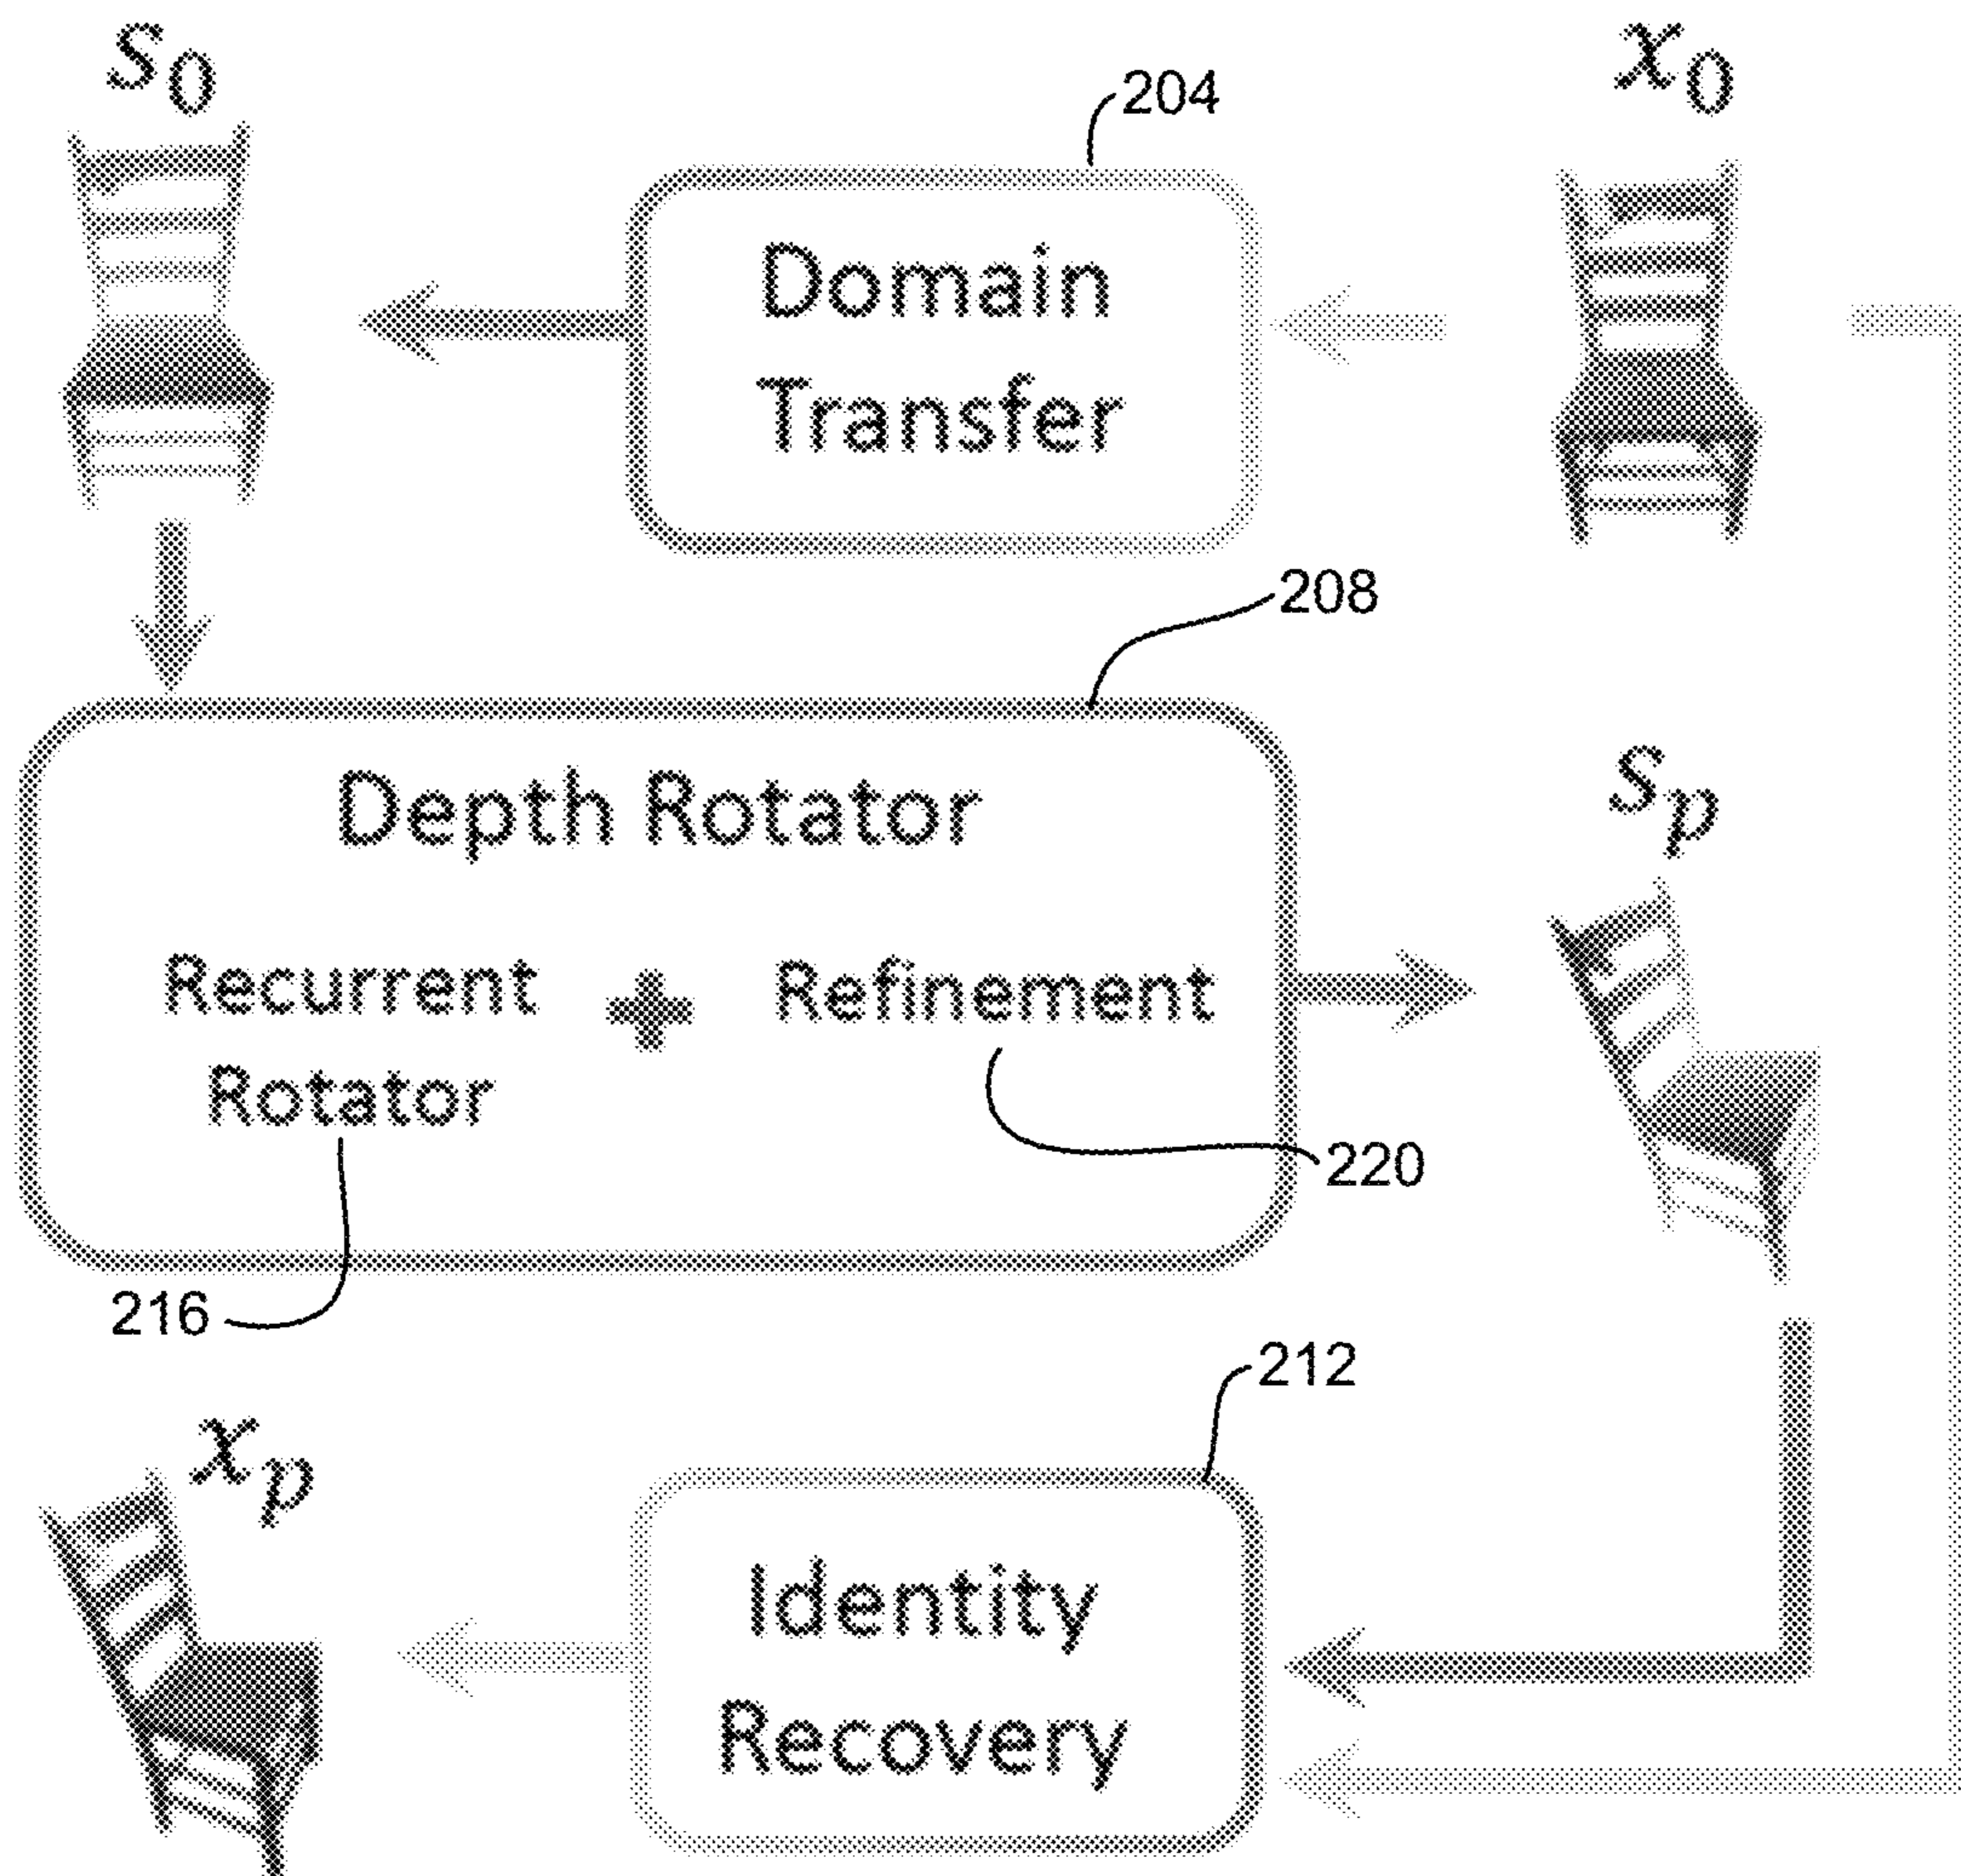 s₀
x₀
204
Domain
Transfer
208
Depth Rotator
Recurrent
Rotator
+
Refinement
sₚ
220
216
212
xₚ
Identity
Recovery